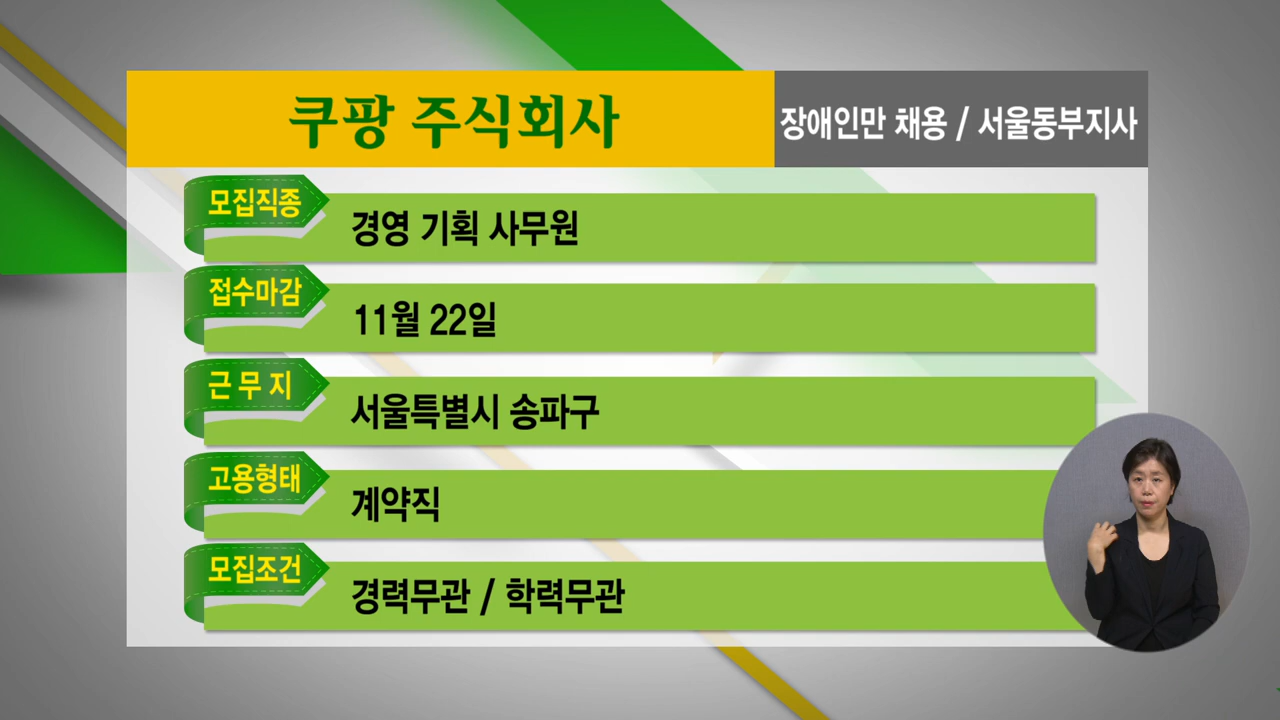 쿠팡 주식회사
장애인만 채용 / 서울동부지사
모집직종
경영 기획 사무원
접수마감
11월 22일
근 무 지
서울특별시 송파구
고용형태
계약직
모집조건
경력무관 / 학력무관